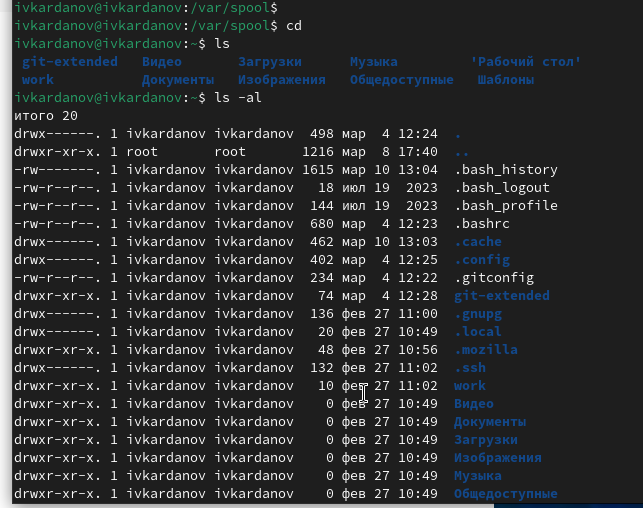 ivkardanov@ivkardanov:/var/spool$
ivkardanov@ivkardanov:/var/spool$ cd
ivkardanov@ivkardanov:~$ ls
git-extended Видео Загрузки Музыка 'Рабочий стол'
work Документы Изображения Общедоступные Шаблоны
ivkardanov@ivkardanov:~$ ls -al
итого 20
drwx------. 1 ivkardanov ivkardanov 498 мар 4 12:24 .
drwxr-xr-x. 1 root root 1216 мар 8 17:40 ..
-rw-------. 1 ivkardanov ivkardanov 1615 мар 10 13:04 .bash_history
-rw-r--r--. 1 ivkardanov ivkardanov 18 июл 19 2023 .bash_logout
-rw-r--r--. 1 ivkardanov ivkardanov 144 июл 19 2023 .bash_profile
-rw-r--r--. 1 ivkardanov ivkardanov 680 мар 4 12:23 .bashrc
drwx------. 1 ivkardanov ivkardanov 462 мар 10 13:03 .cache
drwx------. 1 ivkardanov ivkardanov 402 мар 4 12:25 .config
-rw-r--r--. 1 ivkardanov ivkardanov 234 мар 4 12:22 .gitconfig
drwxr-xr-x. 1 ivkardanov ivkardanov 74 мар 4 12:28 git-extended
drwx------. 1 ivkardanov ivkardanov 136 фев 27 11:00 .gnupg
drwx------. 1 ivkardanov ivkardanov 20 фев 27 10:49 .local
drwxr-xr-x. 1 ivkardanov ivkardanov 48 фев 27 10:56 .mozilla
drwx------. 1 ivkardanov ivkardanov 132 фев 27 11:02 .ssh
drwxr-xr-x. 1 ivkardanov ivkardanov 10 фев 27 11:02 work
drwxr-xr-x. 1 ivkardanov ivkardanov 0 фев 27 10:49 Видео
drwxr-xr-x. 1 ivkardanov ivkardanov 0 фев 27 10:49 Документы
drwxr-xr-x. 1 ivkardanov ivkardanov 0 фев 27 10:49 Загрузки
drwxr-xr-x. 1 ivkardanov ivkardanov 0 фев 27 10:49 Изображения
drwxr-xr-x. 1 ivkardanov ivkardanov 0 фев 27 10:49 Музыка
drwxr-xr-x. 1 ivkardanov ivkardanov 0 фев 27 10:49 Общедоступные